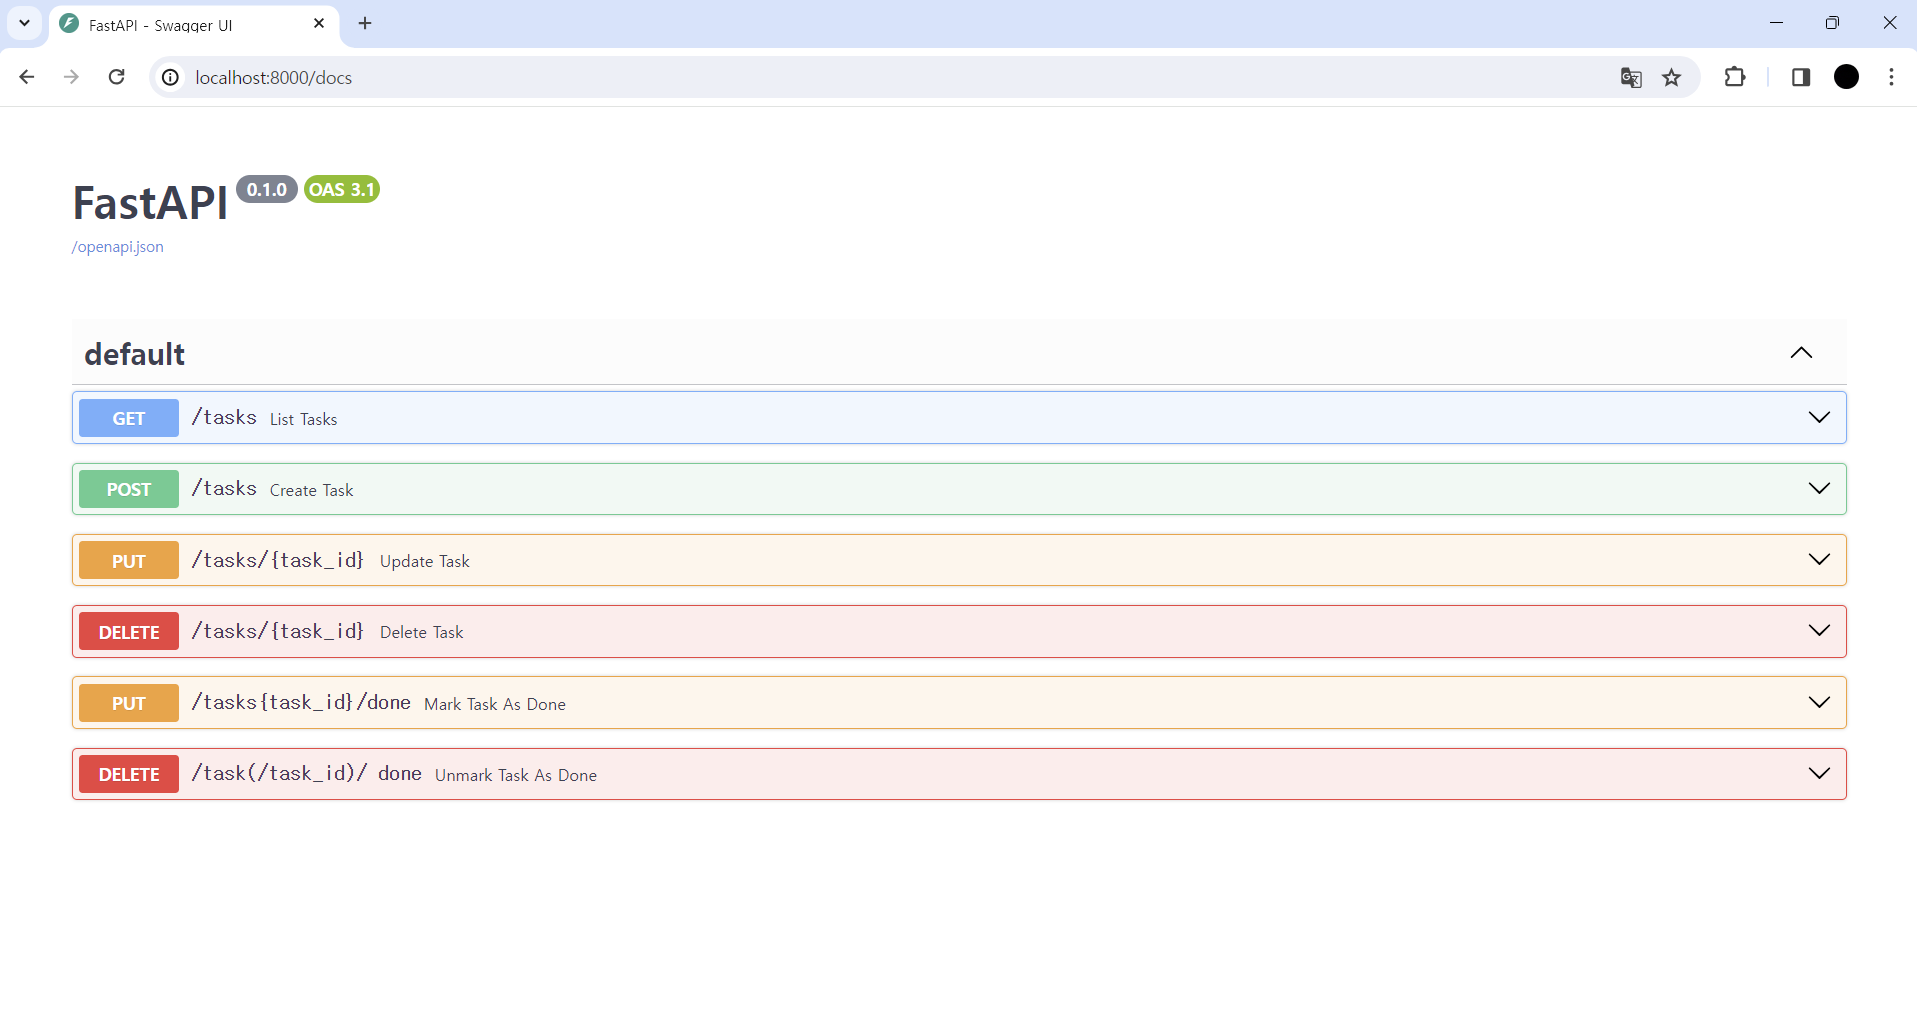 FastAPI - Swagger UI
localhost:8000/docs
FastAPI 0.1.0 OAS 3.1
/openapi.json
default
GET /tasks List Tasks
POST /tasks Create Task
PUT /tasks/{task_id} Update Task
DELETE /tasks/{task_id} Delete Task
PUT /tasks{task_id}/done Mark Task As Done
DELETE /task(/task_id)/ done Unmark Task As Done